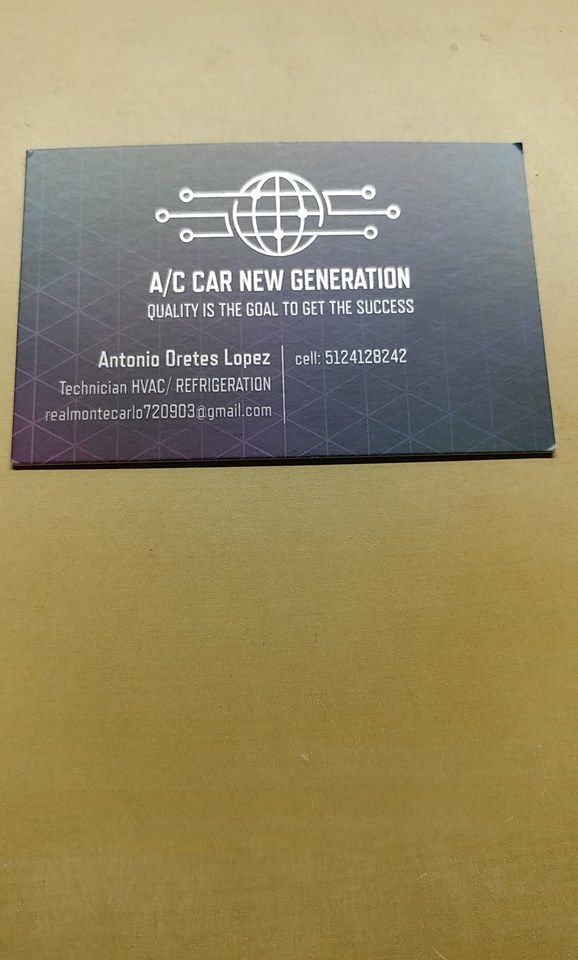 A/C CAR NEW GENERATION
QUALITY IS THE GOAL TO GET THE SUCCESS
Antonio Oretes Lopez
Technician HVAC/ REFRIGERATION
realmontecarlo720903@gmail.com
cell: 5124128242